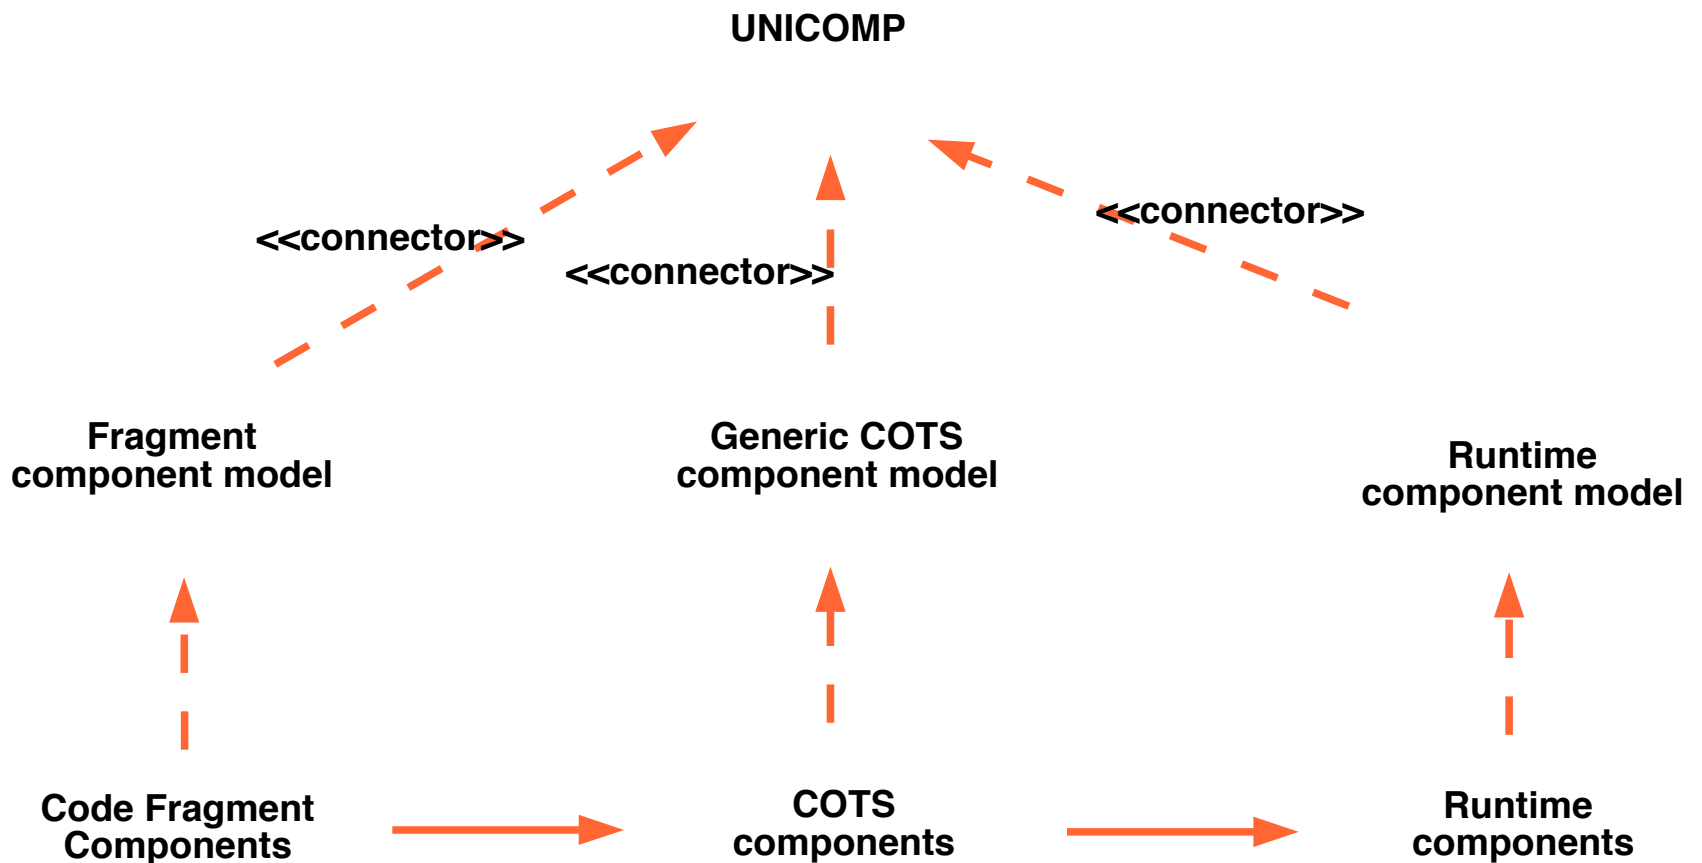 UNICOMP
<<connector>>
<<connector>>
<<connector>>
Fragment
component model
Generic COTS
component model
Runtime
component model
Code Fragment
Components
COTS
components
Runtime
components